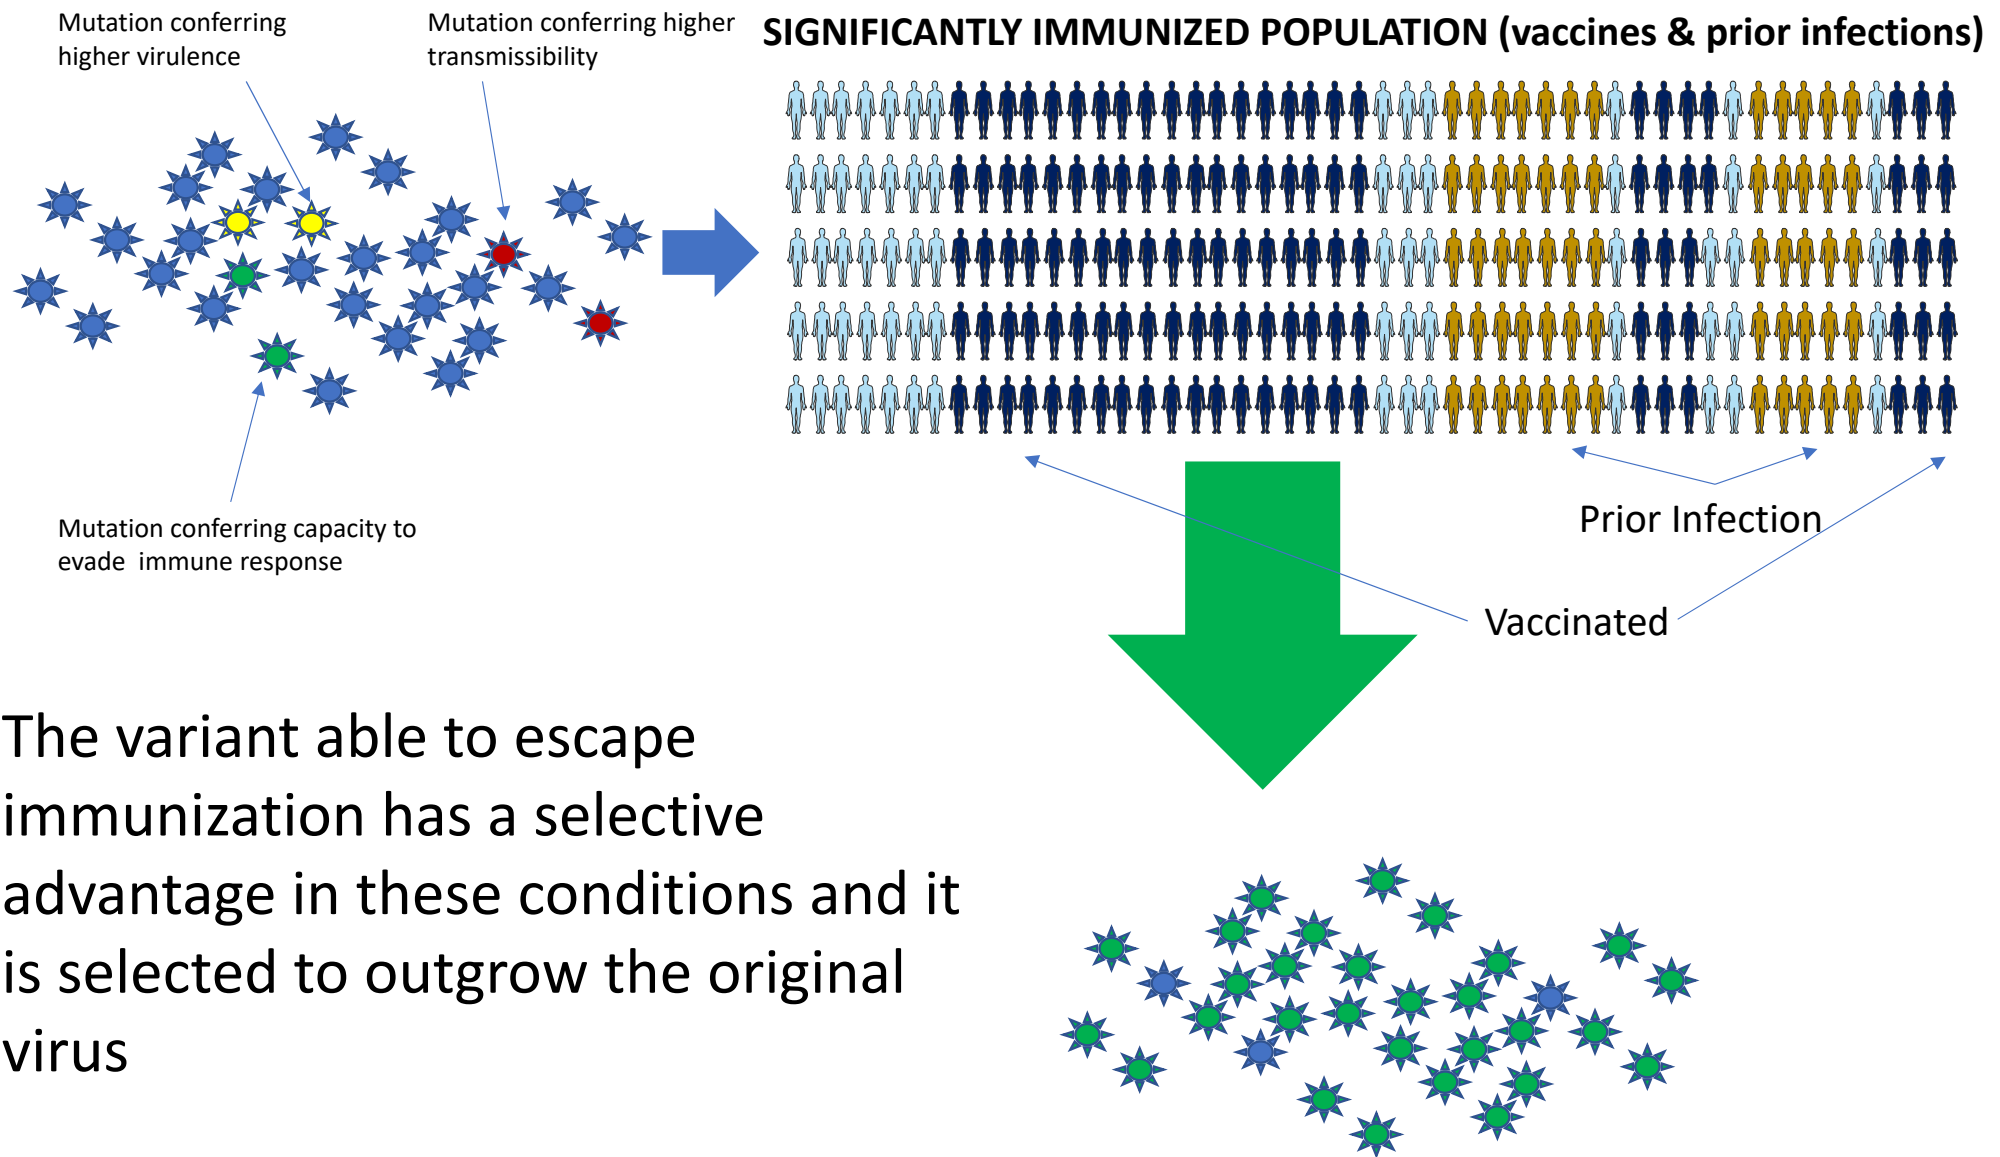 Mutation conferring
higher virulence
Mutation conferring higher
transmissibility
SIGNIFICANTLY IMMUNIZED POPULATION (vaccines & prior infections)
Mutation conferring capacity to
evade  immune response
Prior Infection
Vaccinated
The variant able to escape
immunization has a selective
advantage in these conditions and it
is selected to outgrow the original
virus